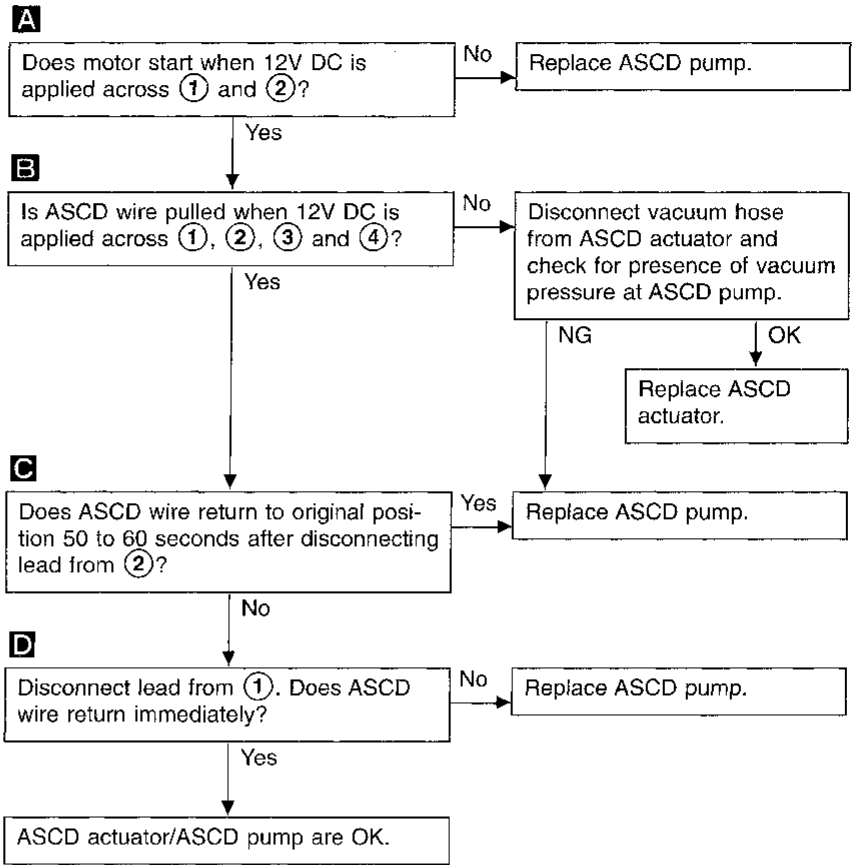 A
Does motor start when 12V DC is
applied across ① and ②?
No
Replace ASCD pump.
Yes
B
Is ASCD wire pulled when 12V DC is
applied across ①, ②, ③ and ④?
No
Disconnect vacuum hose
from ASCD actuator and
check for presence of vacuum
pressure at ASCD pump.
Yes
NG
OK
Replace ASCD
actuator.
C
Does ASCD wire return to original posi-
tion 50 to 60 seconds after disconnecting
lead from ②?
Yes
Replace ASCD pump.
No
D
Disconnect lead from ①. Does ASCD
wire return immediately?
No
Replace ASCD pump.
Yes
ASCD actuator/ASCD pump are OK.